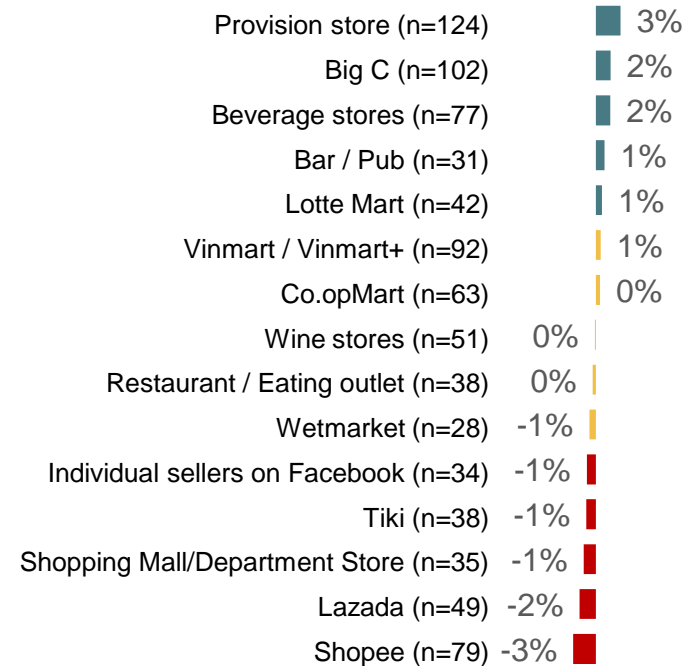 Provision store (n=124) 3%
Big C (n=102) 2%
Beverage stores (n=77) 2%
Bar / Pub (n=31) 1%
Lotte Mart (n=42) 1%
Vinmart / Vinmart+ (n=92) 1%
Co.opMart (n=63) 0%
Wine stores (n=51) 0%
Restaurant / Eating outlet (n=38) 0%
Wetmarket (n=28) -1%
Individual sellers on Facebook (n=34) -1%
Tiki (n=38) -1%
Shopping Mall/Department Store (n=35) -1%
Lazada (n=49) -2%
Shopee (n=79) -3%